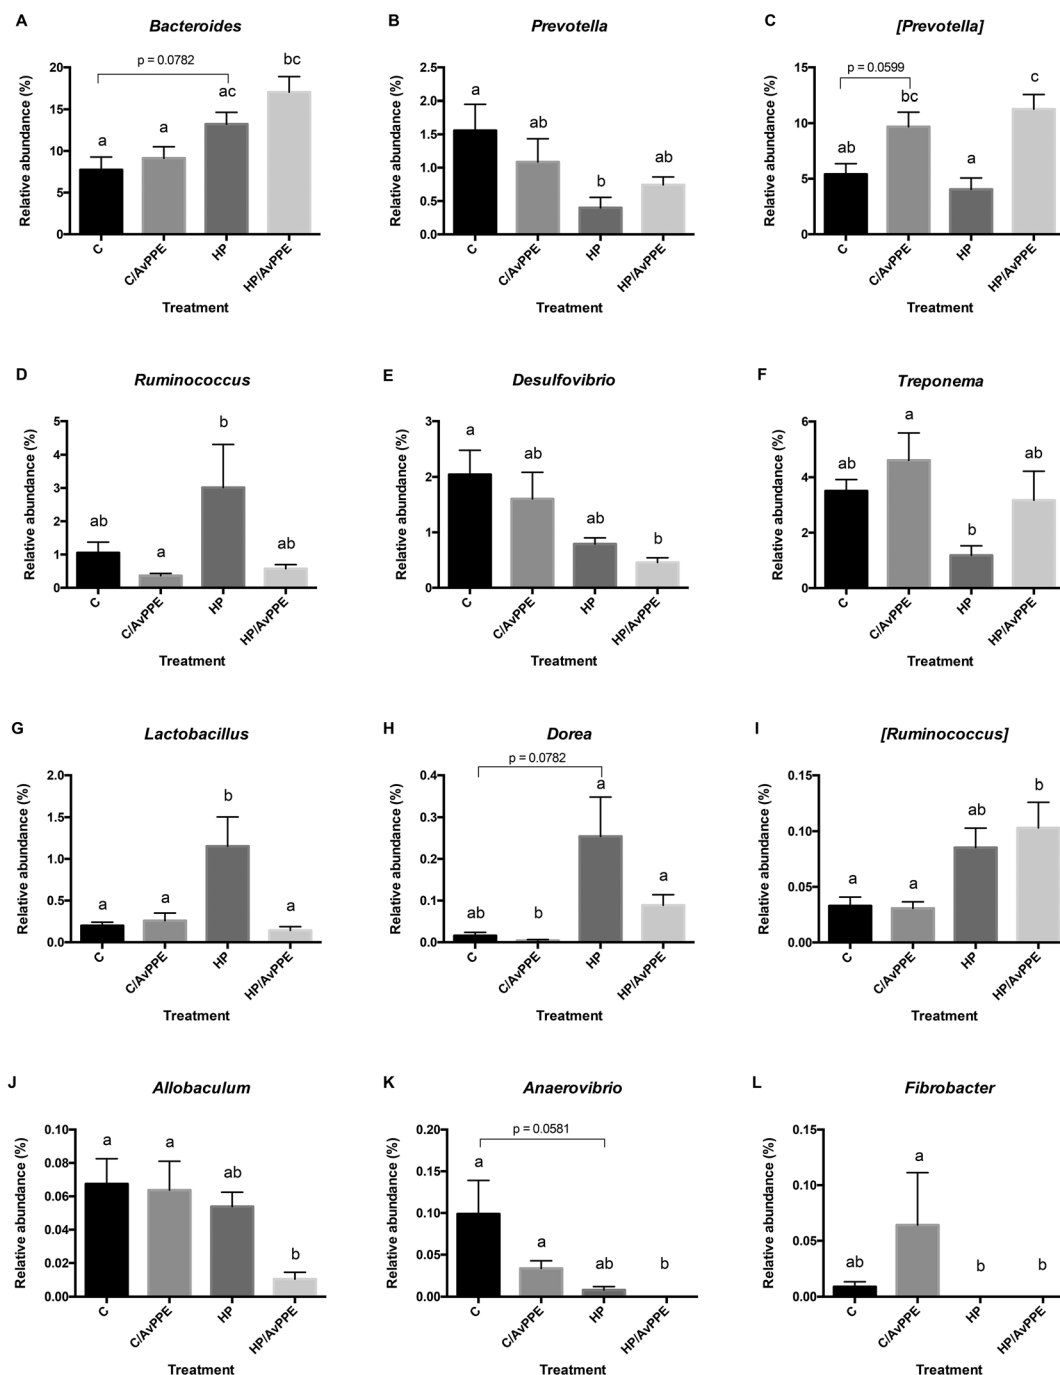 A
Bacteroides
Relative abundance (%)
20
15
10
5
0
p = 0.0782
a
a
ac
bc
C
C/AvPPE
HP
HP/AvPPE
Treatment
B
Prevotella
Relative abundance (%)
2.5
2.0
1.5
1.0
0.5
0.0
a
ab
b
ab
C
C/AvPPE
HP
HP/AvPPE
Treatment
C
[Prevotella]
Relative abundance (%)
15
10
5
0
p = 0.0599
ab
bc
a
c
C
C/AvPPE
HP
HP/AvPPE
Treatment
D
Ruminococcus
Relative abundance (%)
5
4
3
2
1
0
ab
a
b
ab
C
C/AvPPE
HP
HP/AvPPE
Treatment
E
Desulfovibrio
Relative abundance (%)
3
2
1
0
a
ab
ab
b
C
C/AvPPE
HP
HP/AvPPE
Treatment
F
Treponema
Relative abundance (%)
6
4
2
0
ab
a
b
ab
C
C/AvPPE
HP
HP/AvPPE
Treatment
G
Lactobacillus
Relative abundance (%)
2.0
1.5
1.0
0.5
0.0
a
a
b
a
C
C/AvPPE
HP
HP/AvPPE
Treatment
H
Dorea
Relative abundance (%)
0.4
0.3
0.2
0.1
0.0
p = 0.0782
ab
b
a
a
C
C/AvPPE
HP
HP/AvPPE
Treatment
I
[Ruminococcus]
Relative abundance (%)
0.15
0.10
0.05
0.00
a
a
ab
b
C
C/AvPPE
HP
HP/AvPPE
Treatment
J
Allobaculum
Relative abundance (%)
0.10
0.08
0.06
0.04
0.02
0.00
a
a
ab
b
C
C/AvPPE
HP
HP/AvPPE
Treatment
K
Anaerovibrio
Relative abundance (%)
0.20
0.15
0.10
0.05
0.00
p = 0.0581
a
a
ab
b
C
C/AvPPE
HP
HP/AvPPE
Treatment
L
Fibrobacter
Relative abundance (%)
0.15
0.10
0.05
0.00
ab
a
b
b
C
C/AvPPE
HP
HP/AvPPE
Treatment